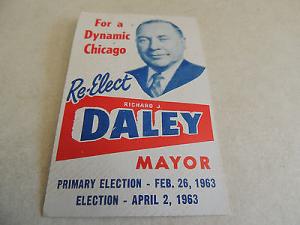 For a
Dynamic
Chicago
Re-Elect
RICHARD J.
DALEY
MAYOR
PRIMARY ELECTION - FEB. 26, 1963
ELECTION - APRIL 2, 1963